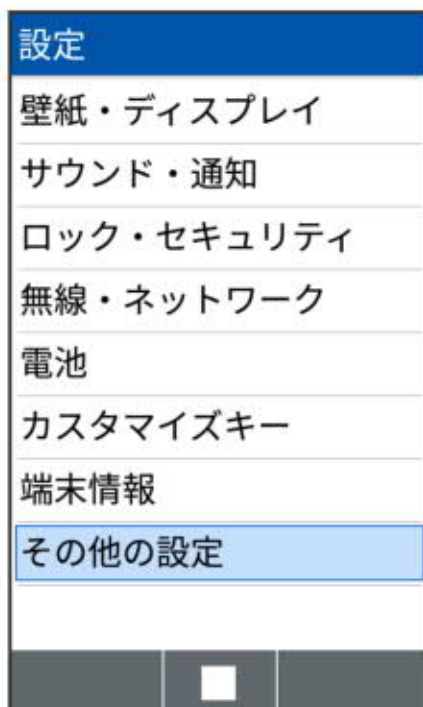 設定
壁紙・ディスプレイ
サウンド・通知
ロック・セキュリティ
無線・ネットワーク
電池
カスタマイズキー
端末情報
その他の設定